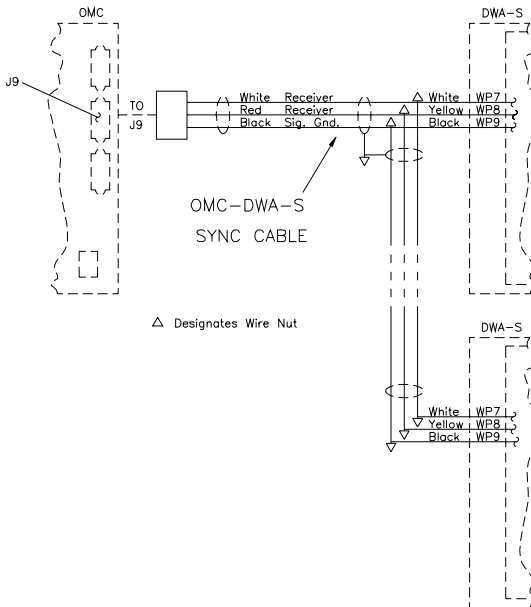 OMC
DWA-S
J9
TO
J9
White Receiver
Red Receiver
Black Sig. Gnd.
White WP7
Yellow WP8
Black WP9
OMC-DWA-S
SYNC CABLE
△ Designates Wire Nut
DWA-S
White WP7
Yellow WP8
Black WP9